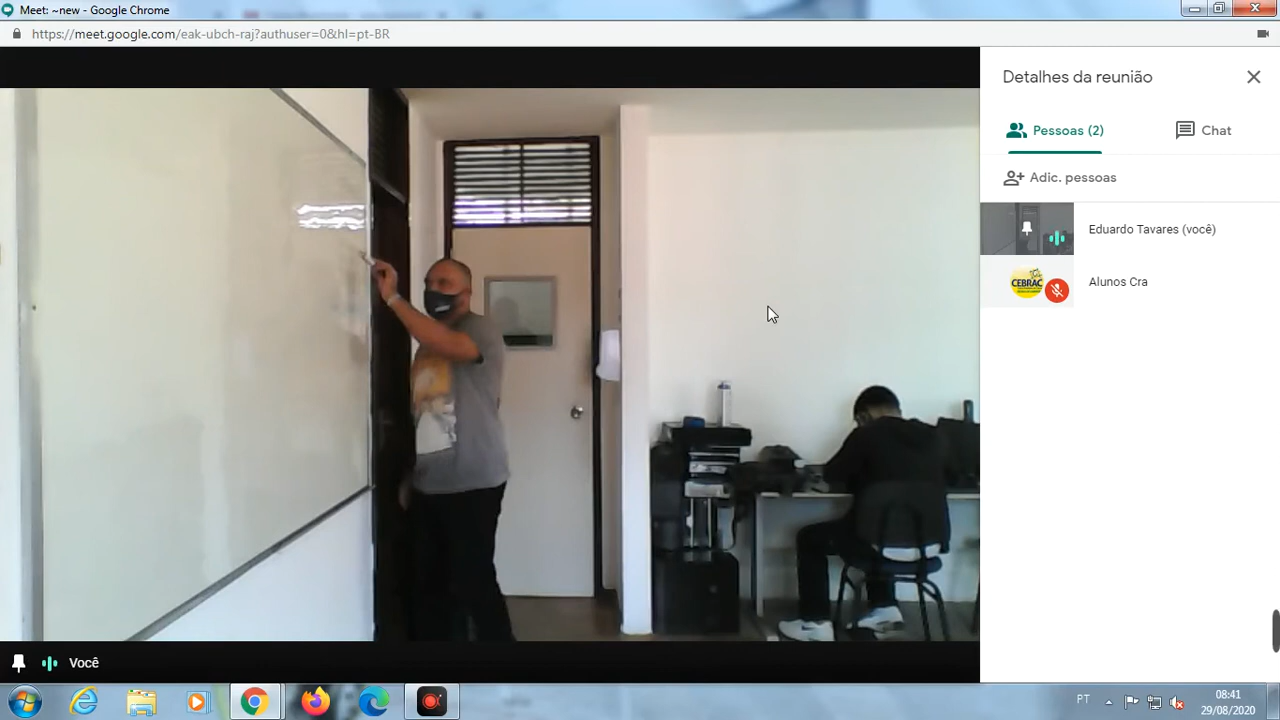 Meet: ~new - Google Chrome
https://meet.google.com/eak-ubch-raj?authuser=0&hl=pt-BR
Detalhes da reunião
Pessoas (2)
Chat
Adic. pessoas
Eduardo Tavares (você)
CEBRAC
Alunos Cra
Você
PT
08:41
29/08/2020